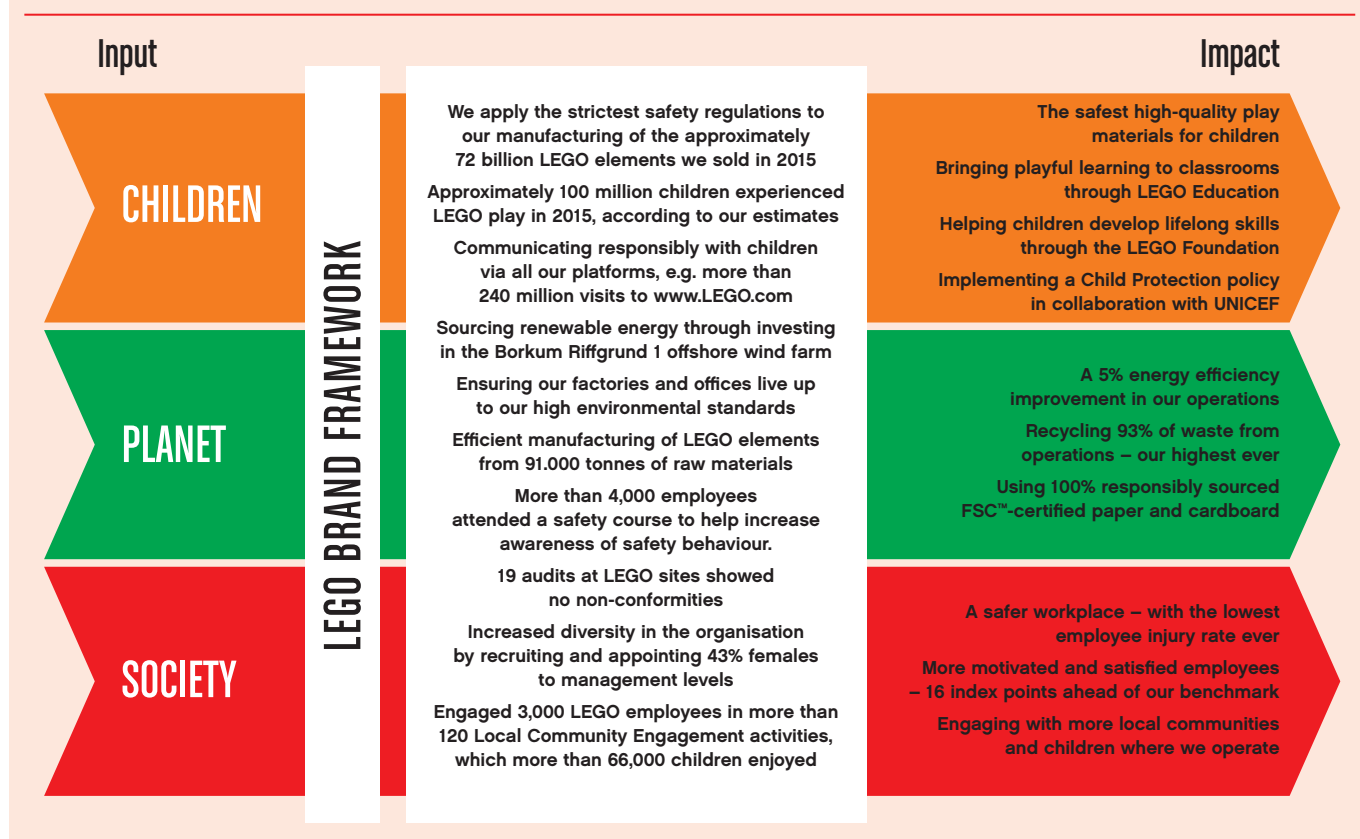 Input
Impact
CHILDREN
PLANET
SOCIETY
LEGO BRAND FRAMEWORK
We apply the strictest safety regulations to
our manufacturing of the approximately
72 billion LEGO elements we sold in 2015
Approximately 100 million children experienced
LEGO play in 2015, according to our estimates
Communicating responsibly with children
via all our platforms, e.g. more than
240 million visits to www.LEGO.com
Sourcing renewable energy through investing
in the Borkum Riffgrund 1 offshore wind farm
Ensuring our factories and offices live up
to our high environmental standards
Efficient manufacturing of LEGO elements
from 91.000 tonnes of raw materials
More than 4,000 employees
attended a safety course to help increase
awareness of safety behaviour.
19 audits at LEGO sites showed
no non-conformities
Increased diversity in the organisation
by recruiting and appointing 43% females
to management levels
Engaged 3,000 LEGO employees in more than
120 Local Community Engagement activities,
which more than 66,000 children enjoyed
The safest high-quality play
materials for children
Bringing playful learning to classrooms
through LEGO Education
Helping children develop lifelong skills
through the LEGO Foundation
Implementing a Child Protection policy
in collaboration with UNICEF
A 5% energy efficiency
improvement in our operations
Recycling 93% of waste from
operations – our highest ever
Using 100% responsibly sourced
FSC™-certified paper and cardboard
A safer workplace – with the lowest
employee injury rate ever
More motivated and satisfied employees
– 16 index points ahead of our benchmark
Engaging with more local communities
and children where we operate